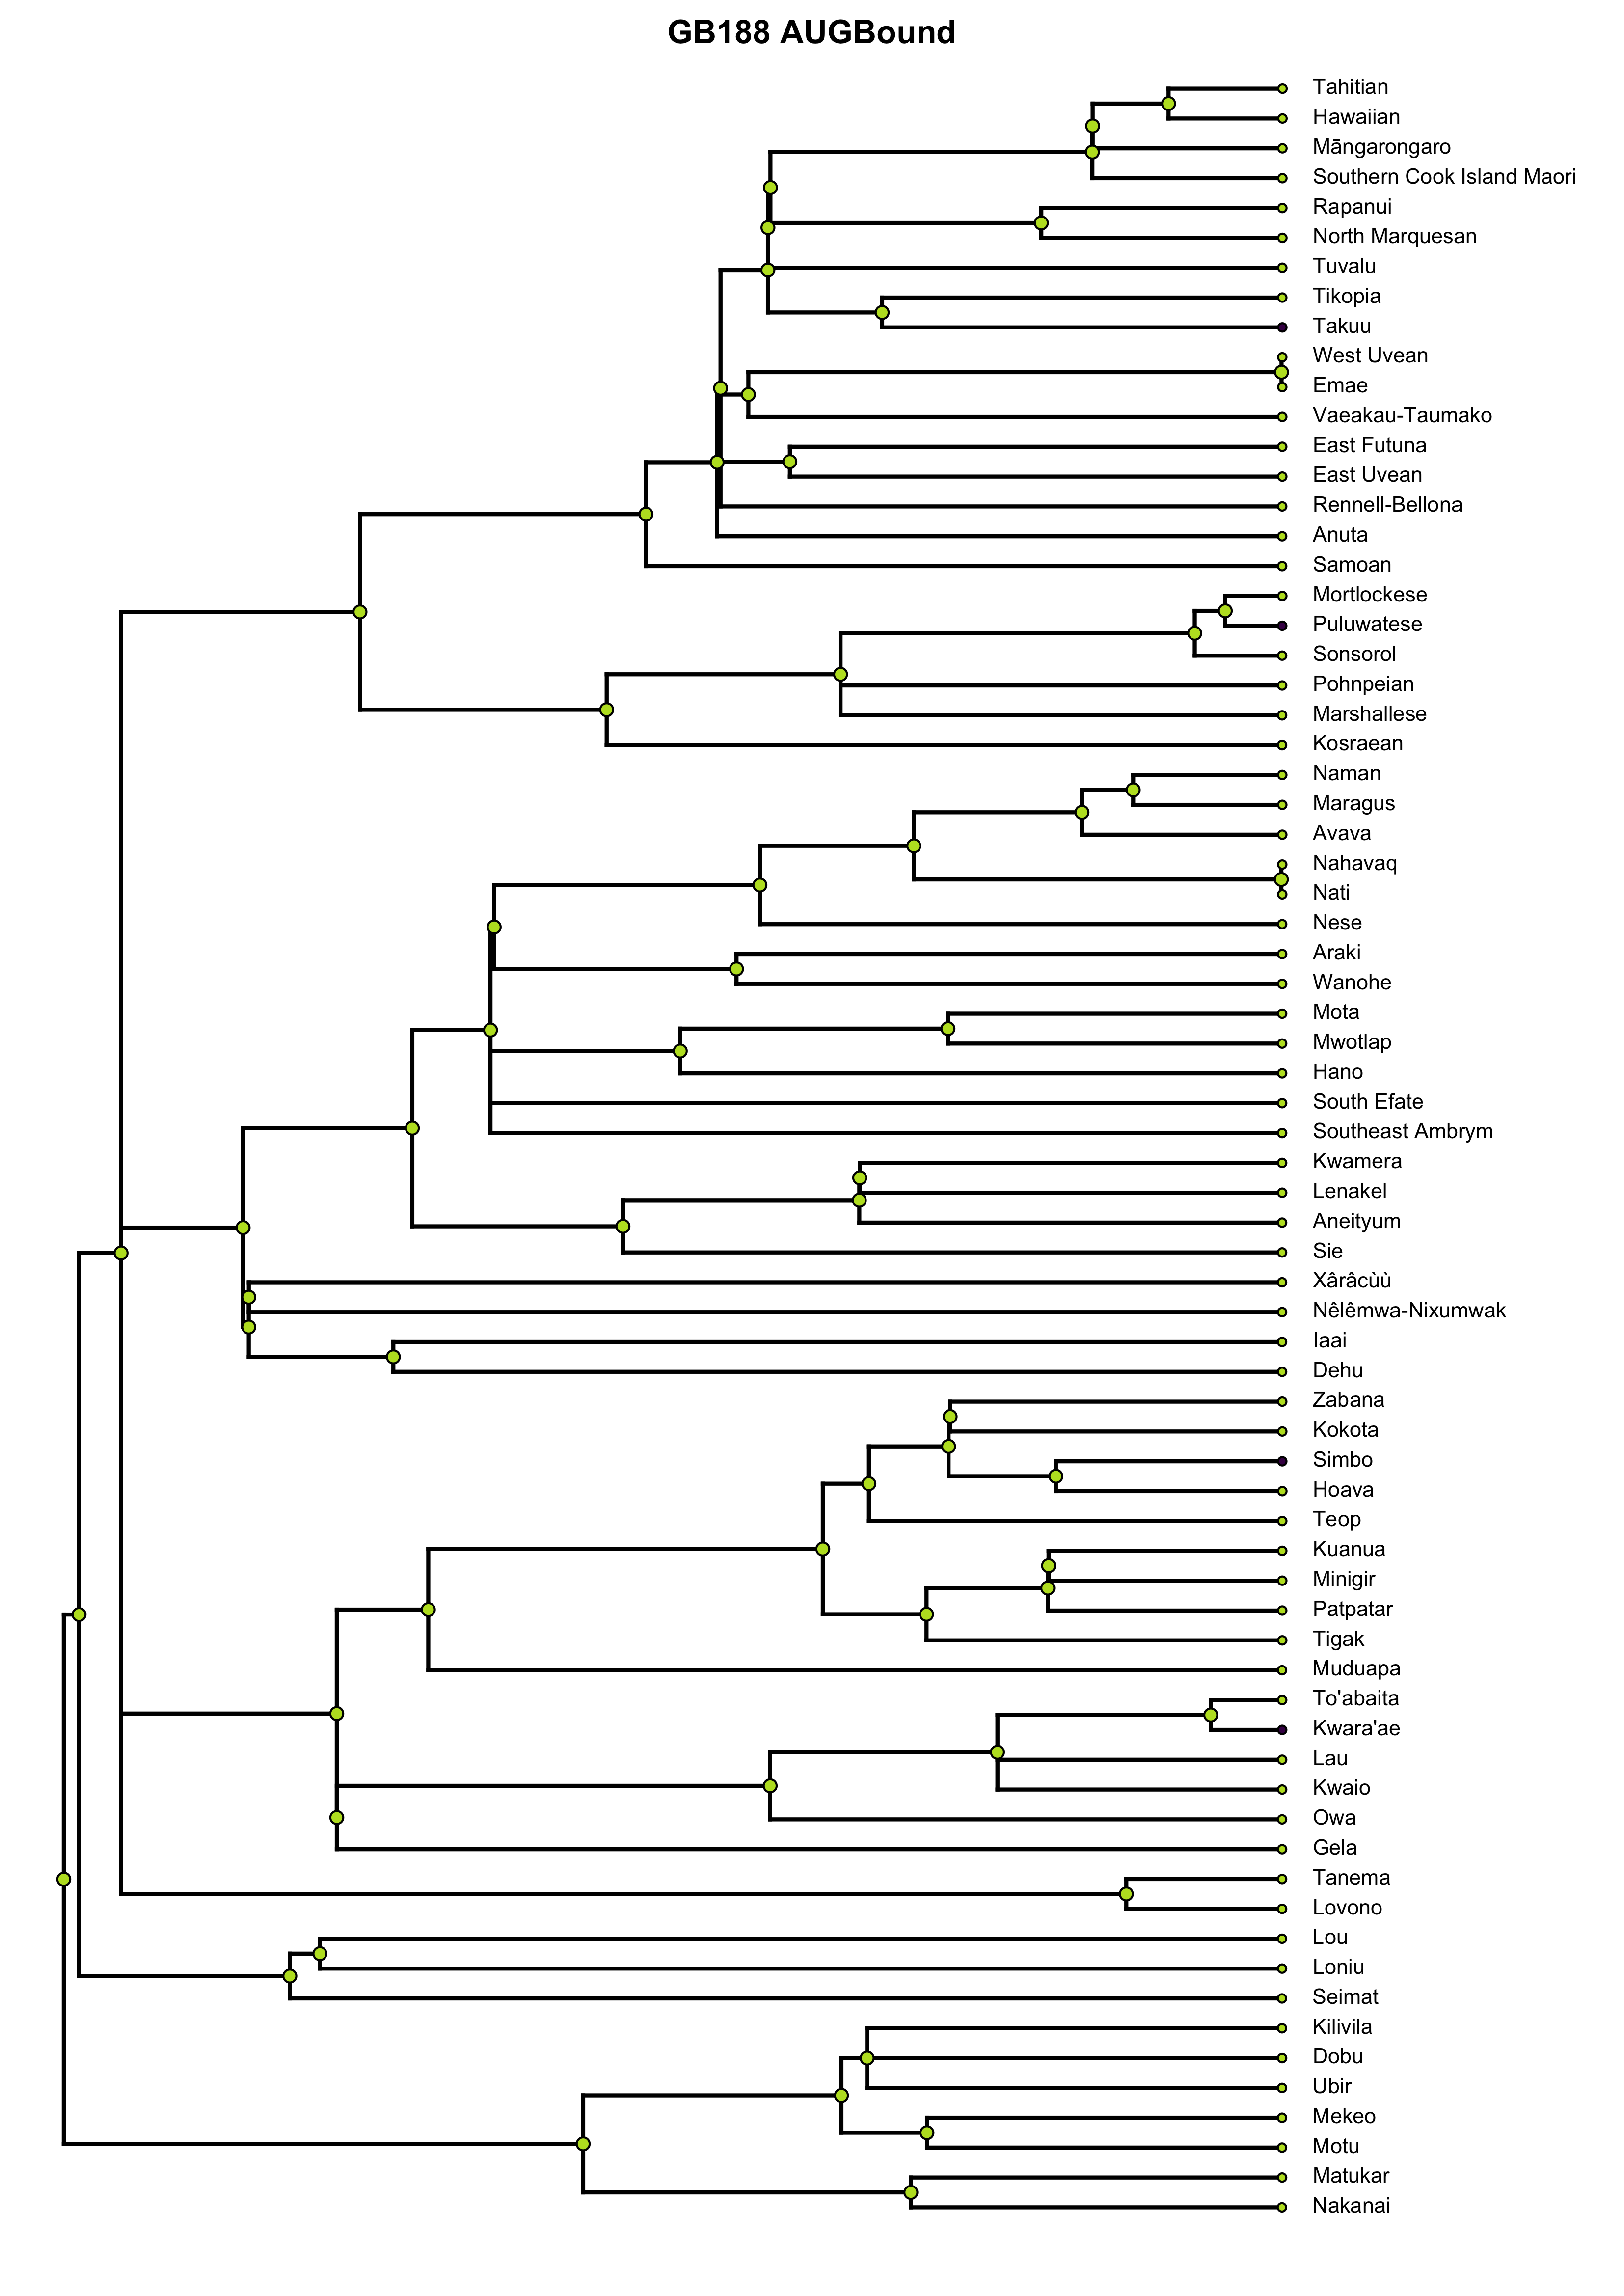 GB188 AUGBound
Tahitian
Hawaiian
Māngarongaro
Southern Cook Island Maori
Rapanui
North Marquesan
Tuvalu
Tikopia
Takuu
West Uvean
Emae
Vaeakau-Taumako
East Futuna
East Uvean
Rennell-Bellona
Anuta
Samoan
Mortlockese
Puluwatese
Sonsorol
Pohnpeian
Marshallese
Kosraean
Naman
Maragus
Avava
Nahavaq
Nati
Nese
Araki
Wanohe
Mota
Mwotlap
Hano
South Efate
Southeast Ambrym
Kwamera
Lenakel
Aneityum
Sie
Xârâcùù
Nêlêmwa-Nixumwak
Iaai
Dehu
Zabana
Kokota
Simbo
Hoava
Teop
Kuanua
Minigir
Patpatar
Tigak
Muduapa
To'abaita
Kwara'ae
Lau
Kwaio
Owa
Gela
Tanema
Lovono
Lou
Loniu
Seimat
Kilivila
Dobu
Ubir
Mekeo
Motu
Matukar
Nakanai